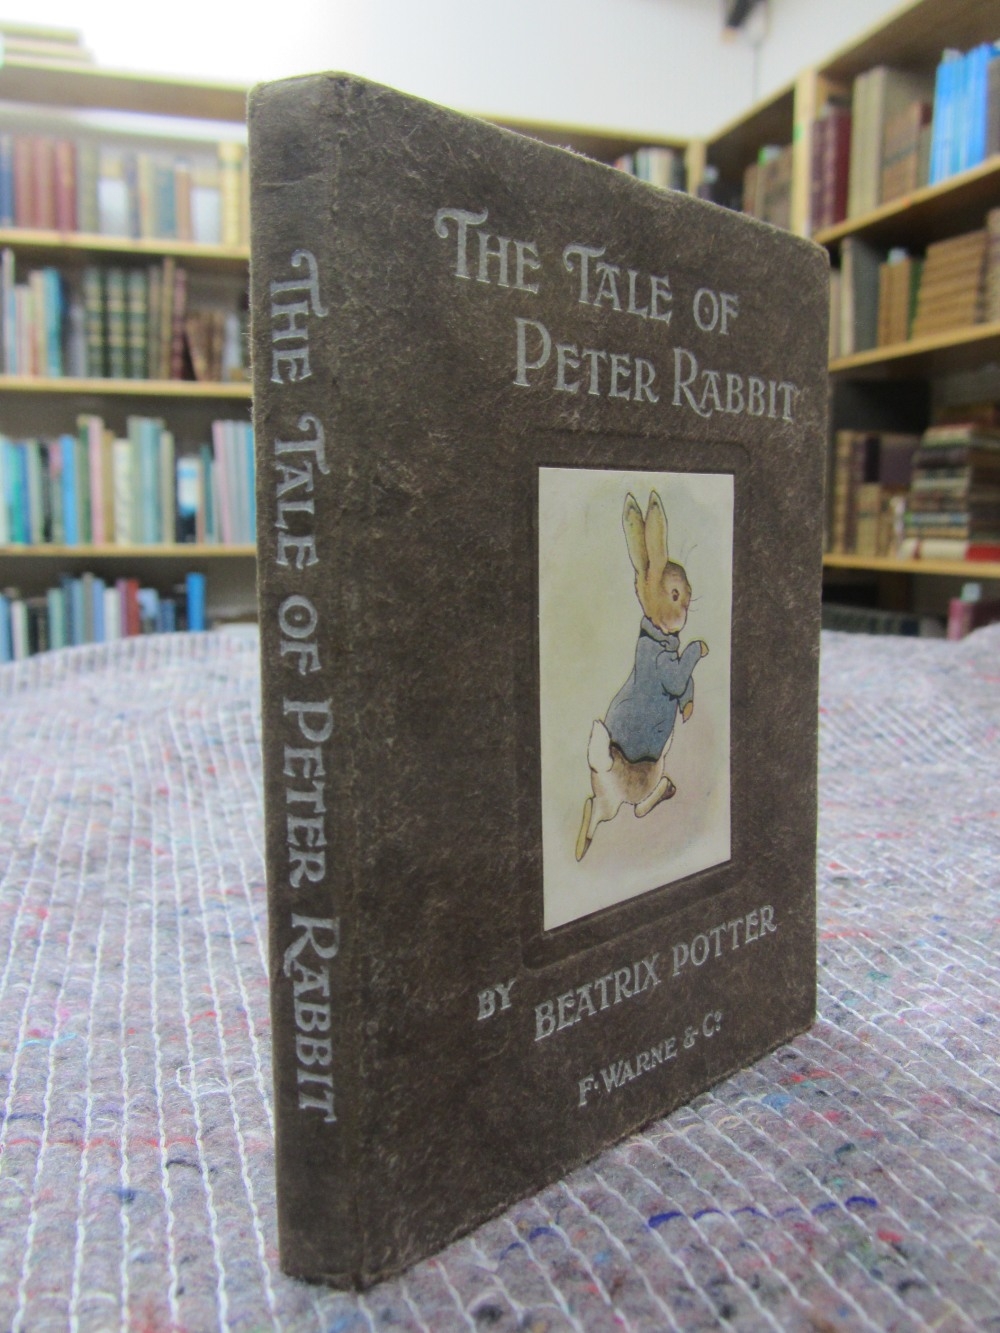 THE TALE OF PETER RABBIT
THE TALE OF
PETER RABBIT
BY BEATRIX POTTER
F. WARNE & Cº